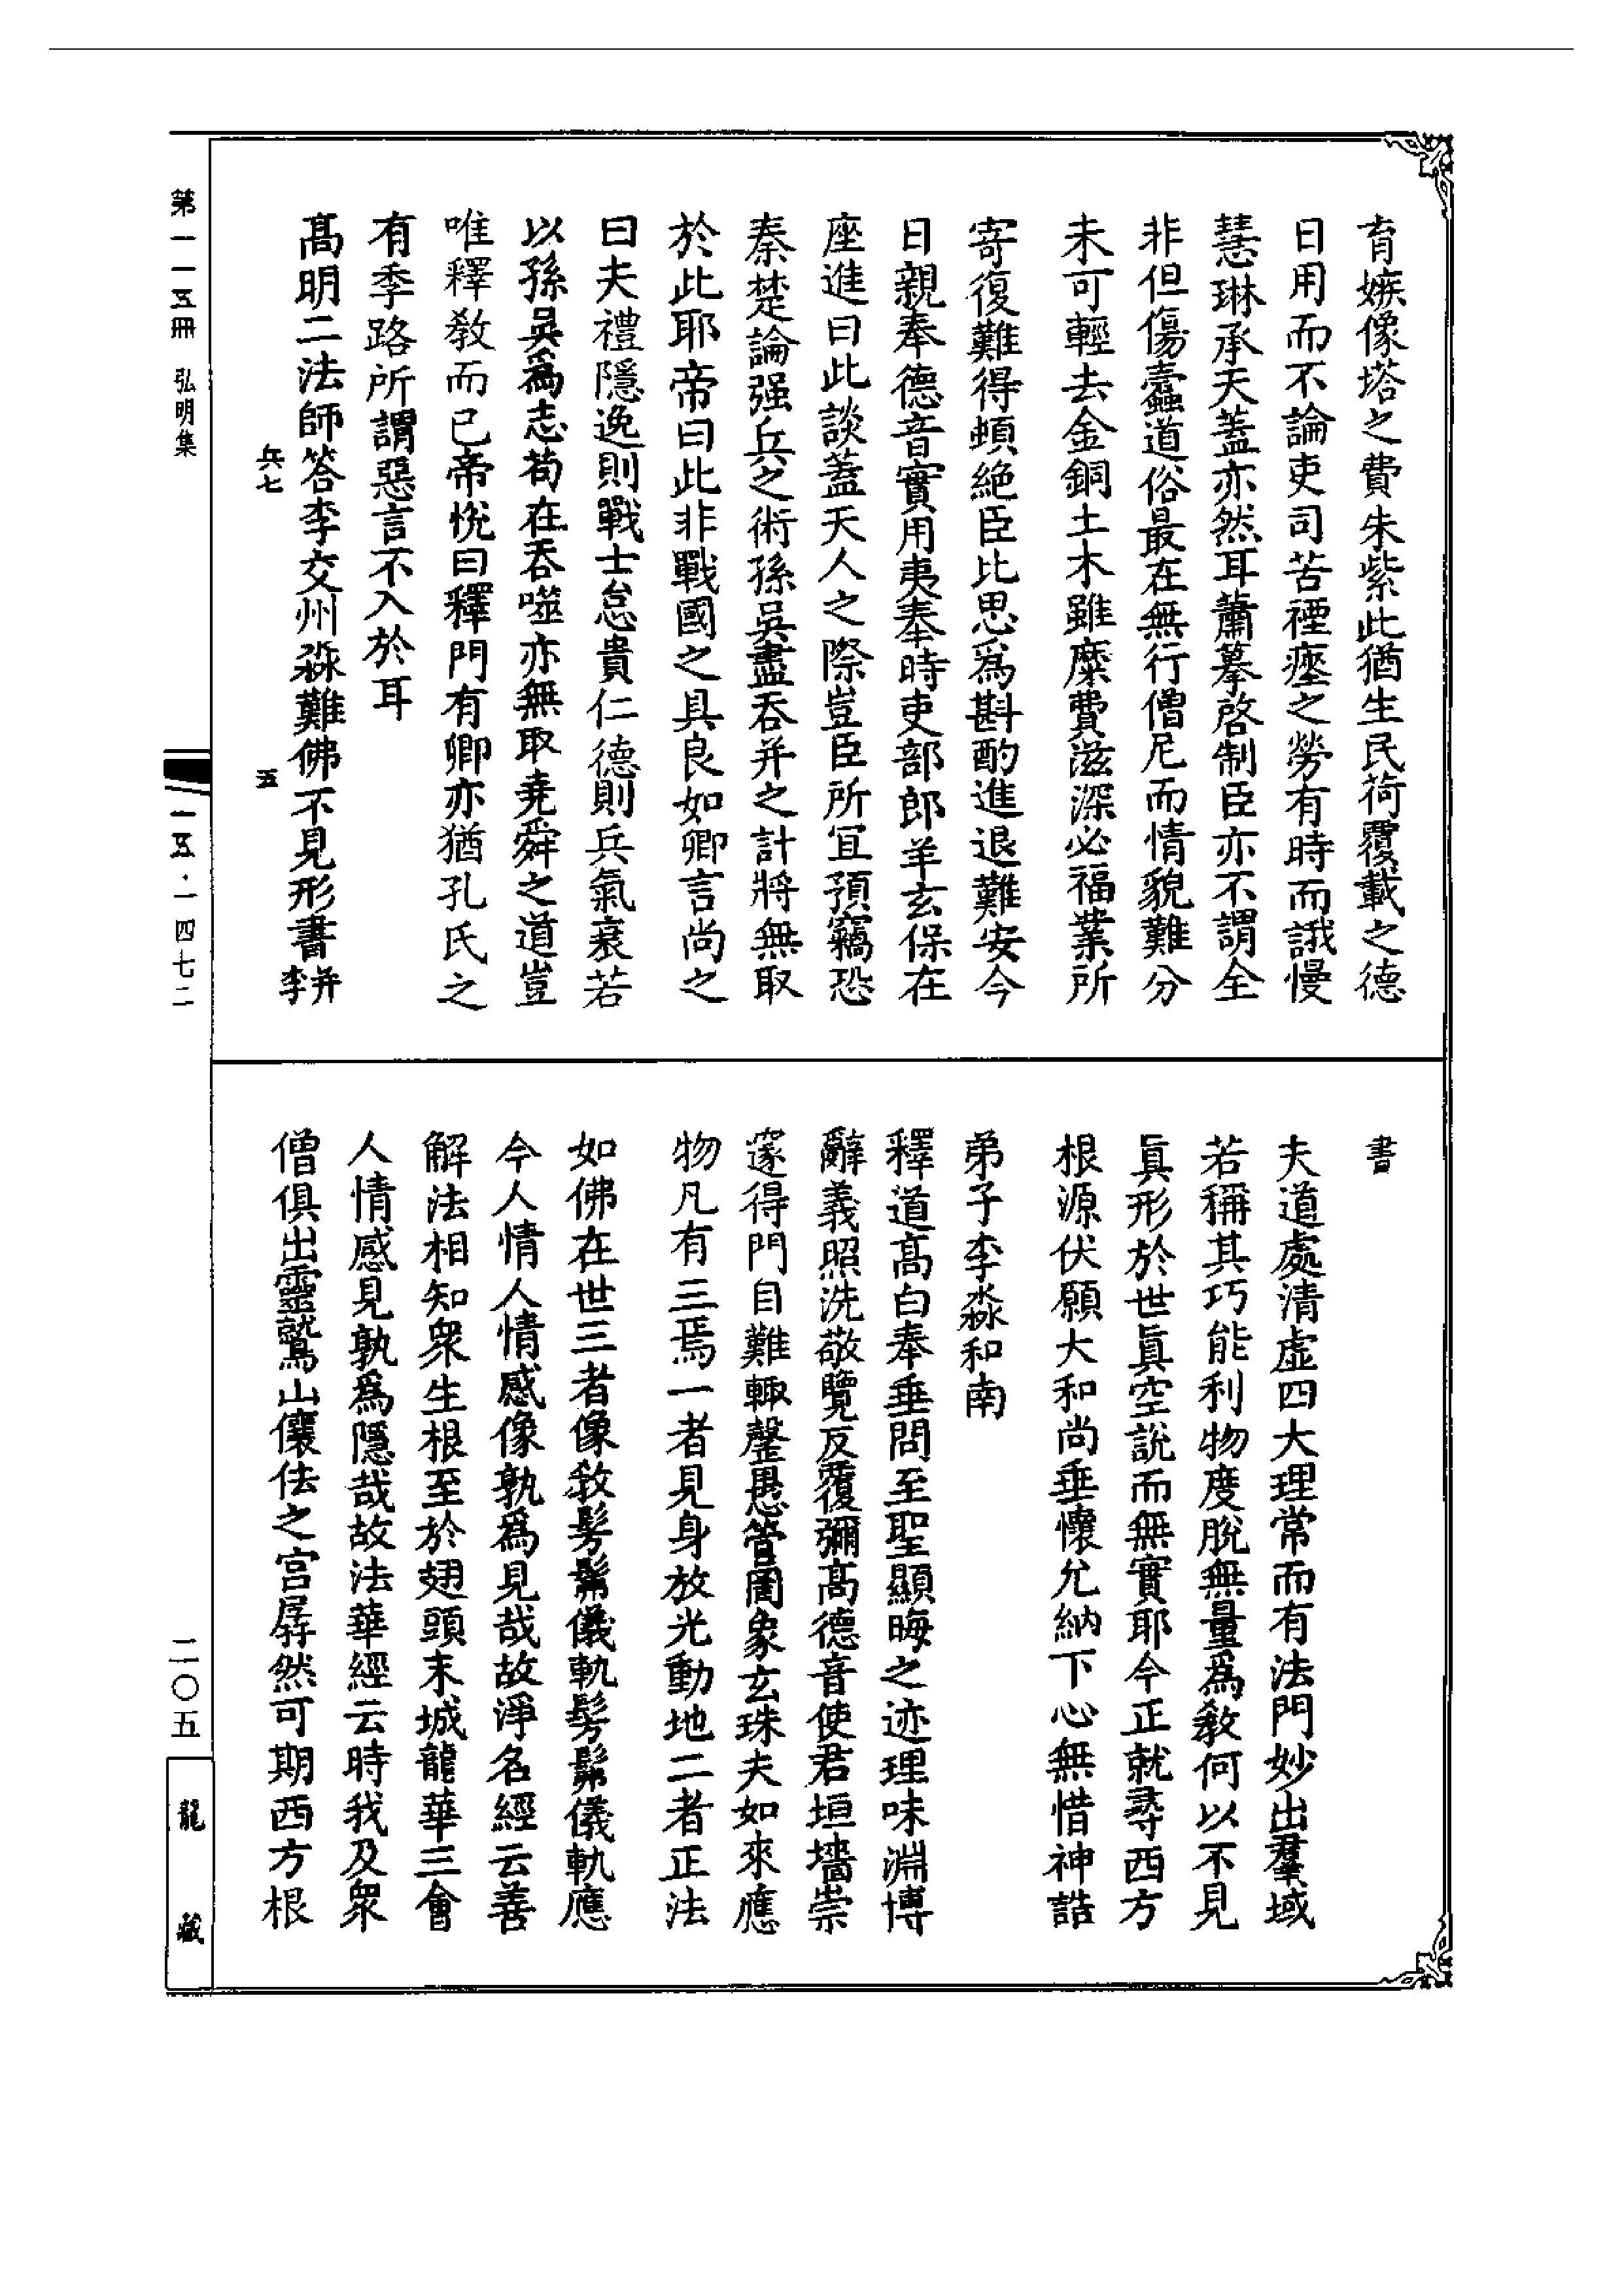 育嫉像塔之費朱紫此猶生民荷覆載之德
日用而不論吏司苦禋瘞之勞有時而譏慢
慧琳承天蓋亦然耳蕭摹啓制臣亦不謂全
非但傷蠧道俗最在無行僧尼而情貌難分
未可輕去金銅土木雖糜費滋深必福業所
寄復難得頓絶臣比思爲斟酌進退難安今
日親奉德音實用夷奉時吏部郎羊玄保在
座進曰此談蓋天人之際豈臣所宜預竊恐
秦楚論强兵之術孫吳盡吞并之計將無取
於此耶帝曰此非戰國之具良如卿言尚之
曰夫禮隱逸則戰士怠貴仁德則兵氣衰若
以孫吳爲志苟在吞噬亦無取堯舜之道豈
唯釋敎而已帝悅曰釋門有卿亦猶孔氏之
有季路所謂惡言不入於耳
髙明二法師答李交州淼難佛不見形書并李
書
夫道處清虛四大理常而有法門妙出羣域
若稱其巧能利物度脫無量爲敎何以不見
眞形於世眞空說而無實耶今正就尋西方
根源伏願大和尚垂懷允納下心無惜神誥
弟子李淼和南
釋道髙白奉垂問至聖顯晦之迹理味淵博
辭義照洗敬覽反覆彌髙德音使君垣墻崇
邃得門自難輙罄愚管罔象玄珠夫如來應
物凡有三焉一者見身放光動地二者正法
如佛在世三者像敎髣髴儀軌髣髴儀軌應
今人情人情感像孰爲見哉故淨名經云善
解法相知衆生根至於翅頭末城龍華三會
人情感見孰爲隱哉故法華經云時我及衆
僧俱出靈鷲山儴佉之宮孱然可期西方根
第一一五冊 弘明集
兵七
五
一五·一四七二
二〇五
龍藏